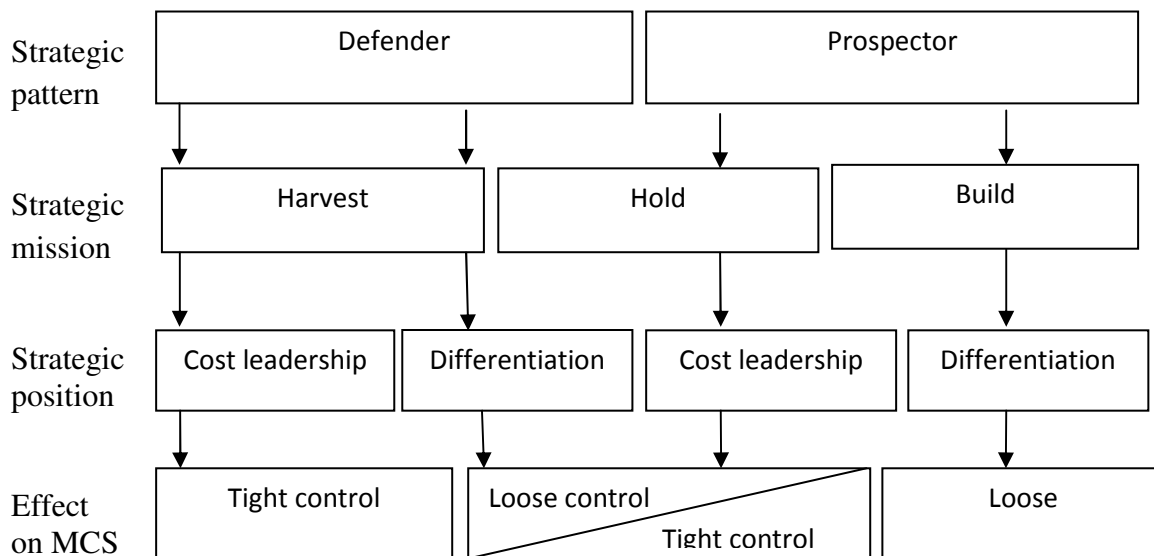 Strategic
pattern
Defender
Prospector
Strategic
mission
Harvest
Hold
Build
Strategic
position
Cost leadership
Differentiation
Cost leadership
Differentiation
Effect
on MCS
Tight control
Loose control
Tight control
Loose